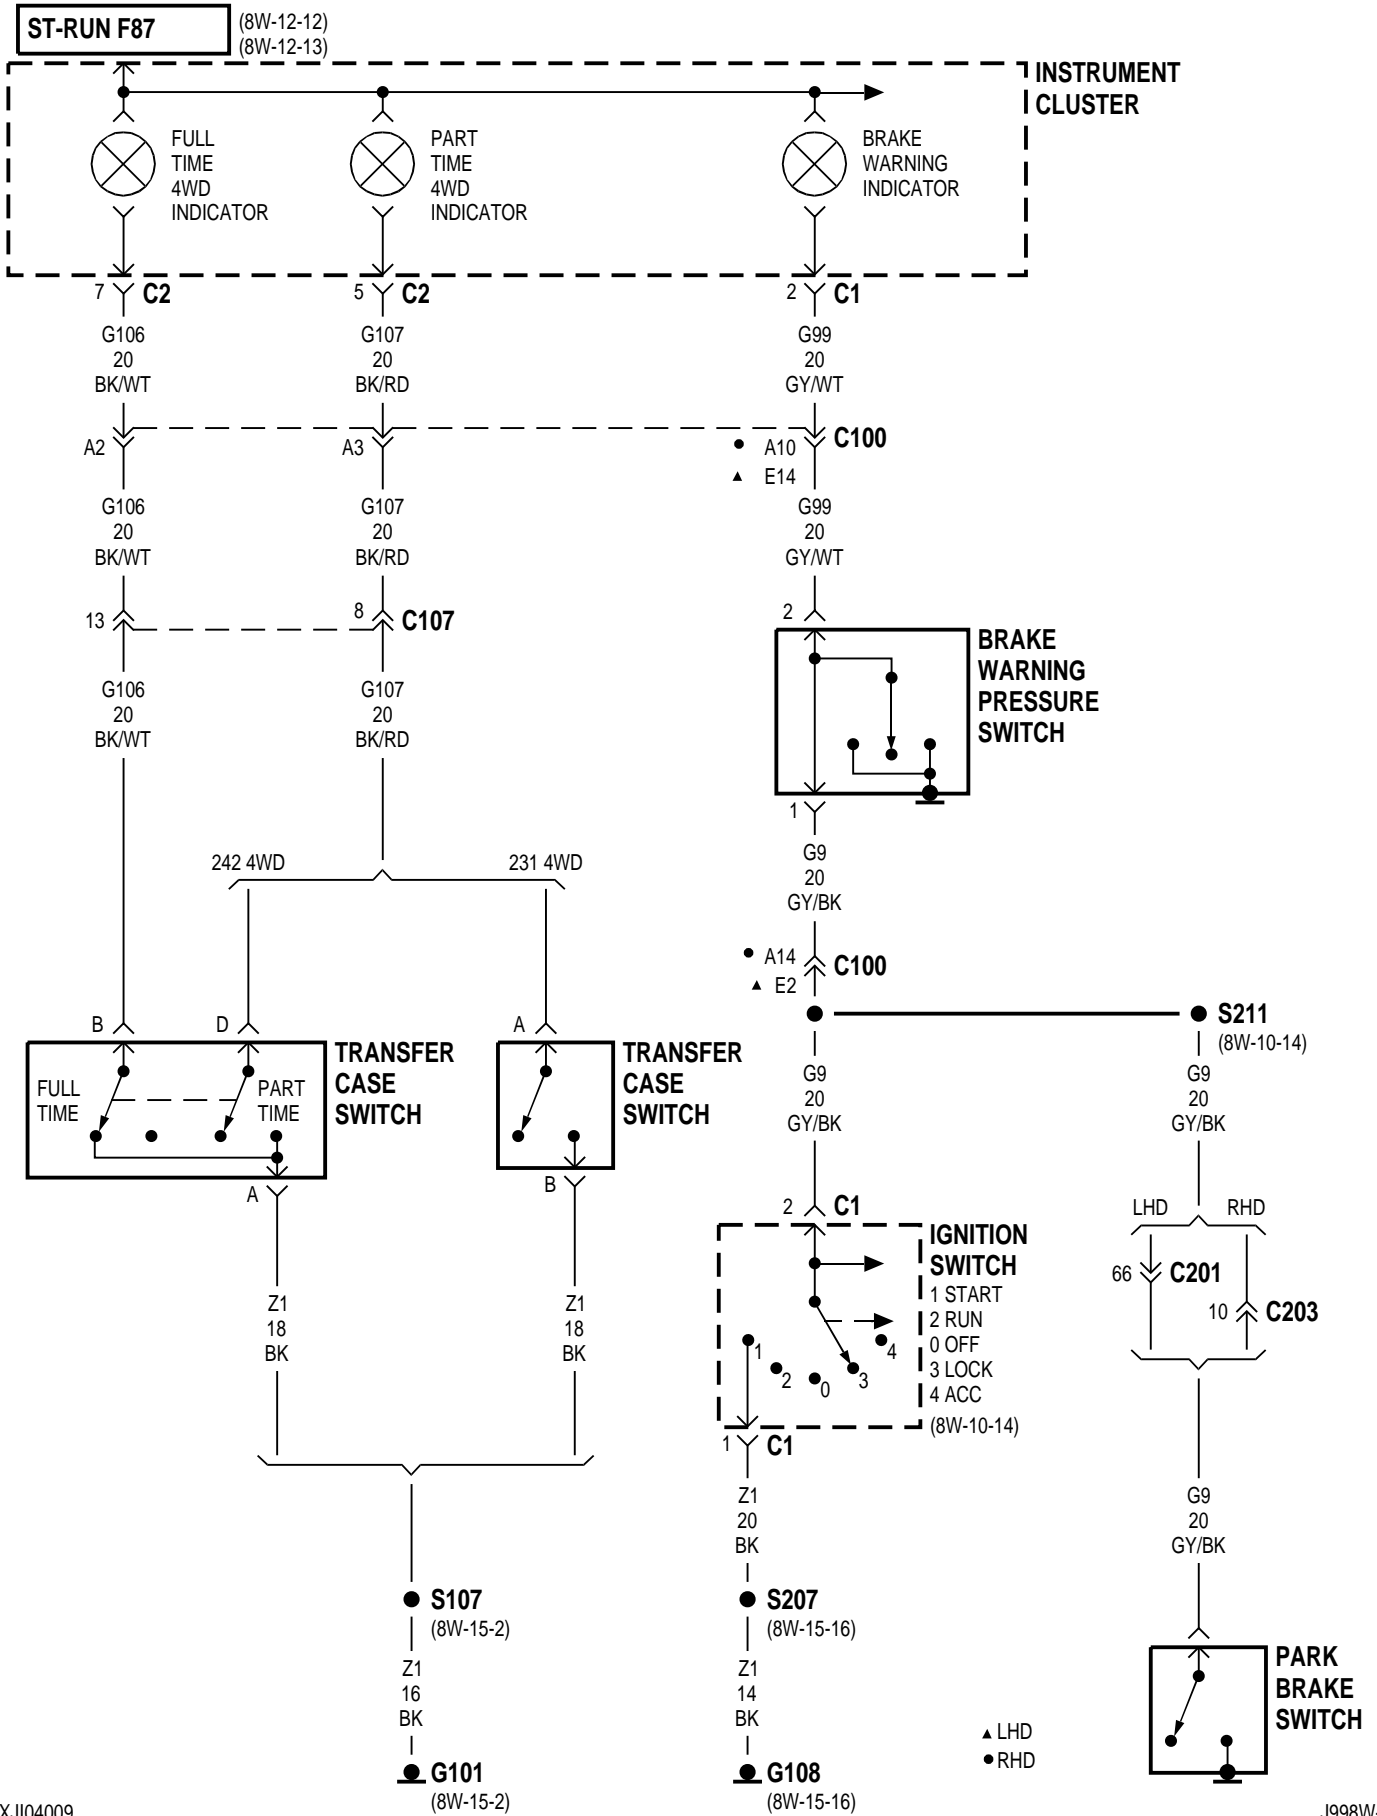 ST-RUN F87
(8W-12-12)
(8W-12-13)
INSTRUMENT
CLUSTER
FULL
TIME
4WD
INDICATOR
PART
TIME
4WD
INDICATOR
BRAKE
WARNING
INDICATOR
7 C2
5 C2
2 C1
G106
20
BK/WT
G107
20
BK/RD
G99
20
GY/WT
A2
A3
● A10
▲ E14
C100
G106
20
BK/WT
G107
20
BK/RD
G99
20
GY/WT
13
8 C107
2
BRAKE
WARNING
PRESSURE
SWITCH
G106
20
BK/WT
G107
20
BK/RD
1
G9
20
GY/BK
242 4WD
231 4WD
● A14
▲ E2
C100
S211
(8W-10-14)
B
D
A
FULL
TIME
PART
TIME
TRANSFER
CASE
SWITCH
TRANSFER
CASE
SWITCH
G9
20
GY/BK
G9
20
GY/BK
A
B
2 C1
LHD
RHD
IGNITION
SWITCH
1 START
2 RUN
0 OFF
3 LOCK
4 ACC
(8W-10-14)
1
2
0
3
4
66 C201
10 C203
Z1
18
BK
Z1
18
BK
1 C1
Z1
20
BK
G9
20
GY/BK
S107
(8W-15-2)
S207
(8W-15-16)
Z1
16
BK
Z1
14
BK
PARK
BRAKE
SWITCH
▲ LHD
● RHD
G101
(8W-15-2)
G108
(8W-15-16)
XJI04009
J998W-